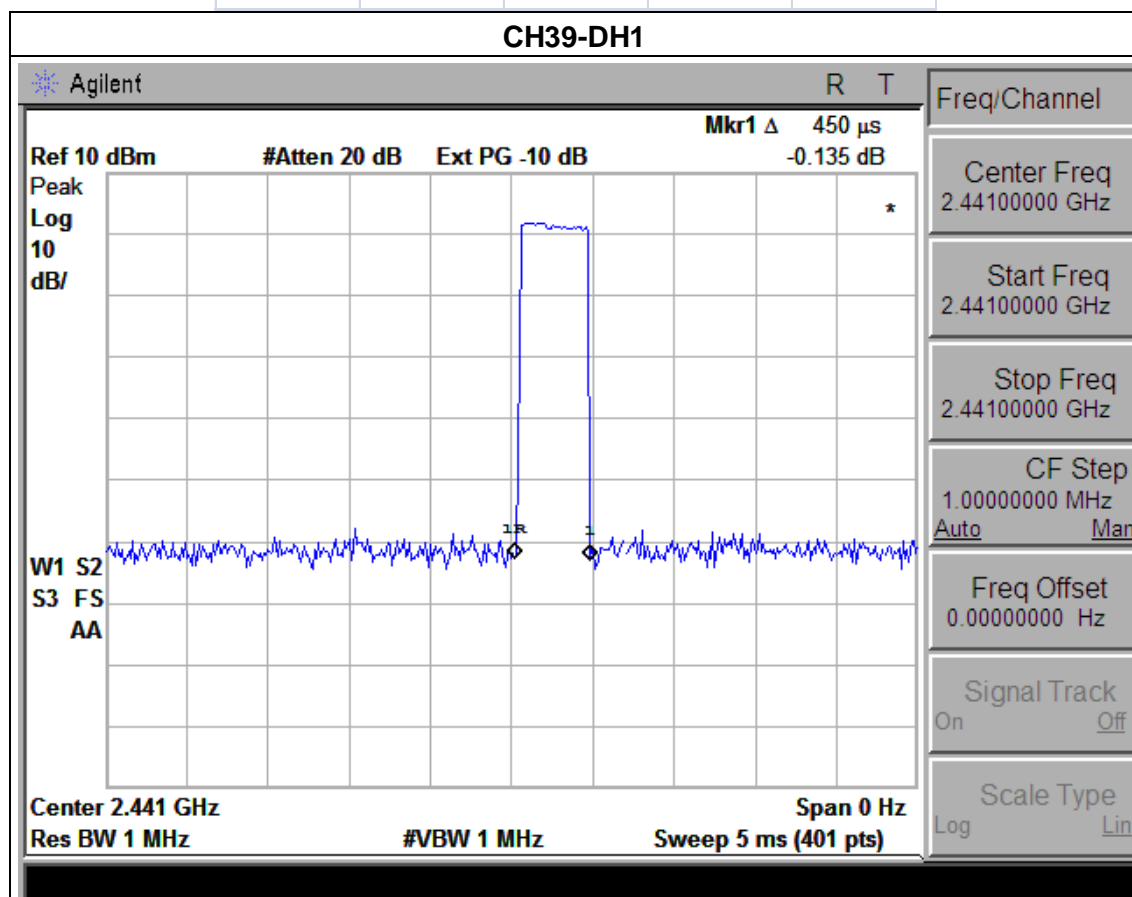 CH39-DH1
Agilent R T
Mkr1 Δ 450 µs
Ref 10 dBm #Atten 20 dB Ext PG -10 dB -0.135 dB
Peak
Log
10
dB/
*
1R 1
W1 S2
S3 FS
AA
Center 2.441 GHz Span 0 Hz
Res BW 1 MHz #VBW 1 MHz Sweep 5 ms (401 pts)
Freq/Channel
Center Freq
2.44100000 GHz
Start Freq
2.44100000 GHz
Stop Freq
2.44100000 GHz
CF Step
1.00000000 MHz
Auto Man
Freq Offset
0.00000000 Hz
Signal Track
On Off
Scale Type
Log Lin